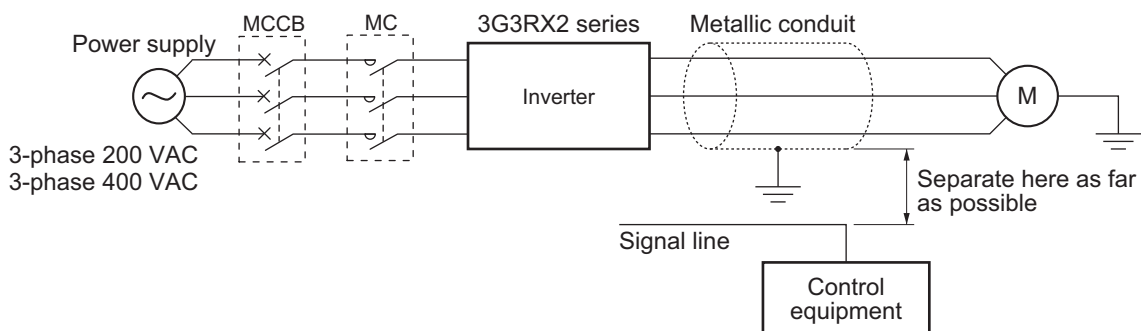 MCCB
MC
3G3RX2 series
Metallic conduit
Power supply
Inverter
M
3-phase 200 VAC
3-phase 400 VAC
Separate here as far
as possible
Signal line
Control
equipment